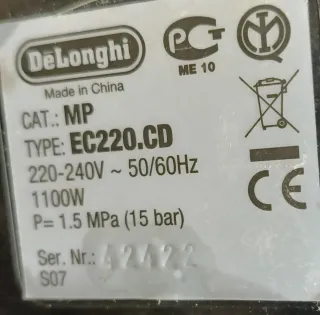 DeLonghi
Made in China
ME 10
CAT.: MP
TYPE: EC220.CD
220-240V ~ 50/60Hz
1100W
P= 1.5 MPa (15 bar)
Ser. Nr.: 42422
S07
CE